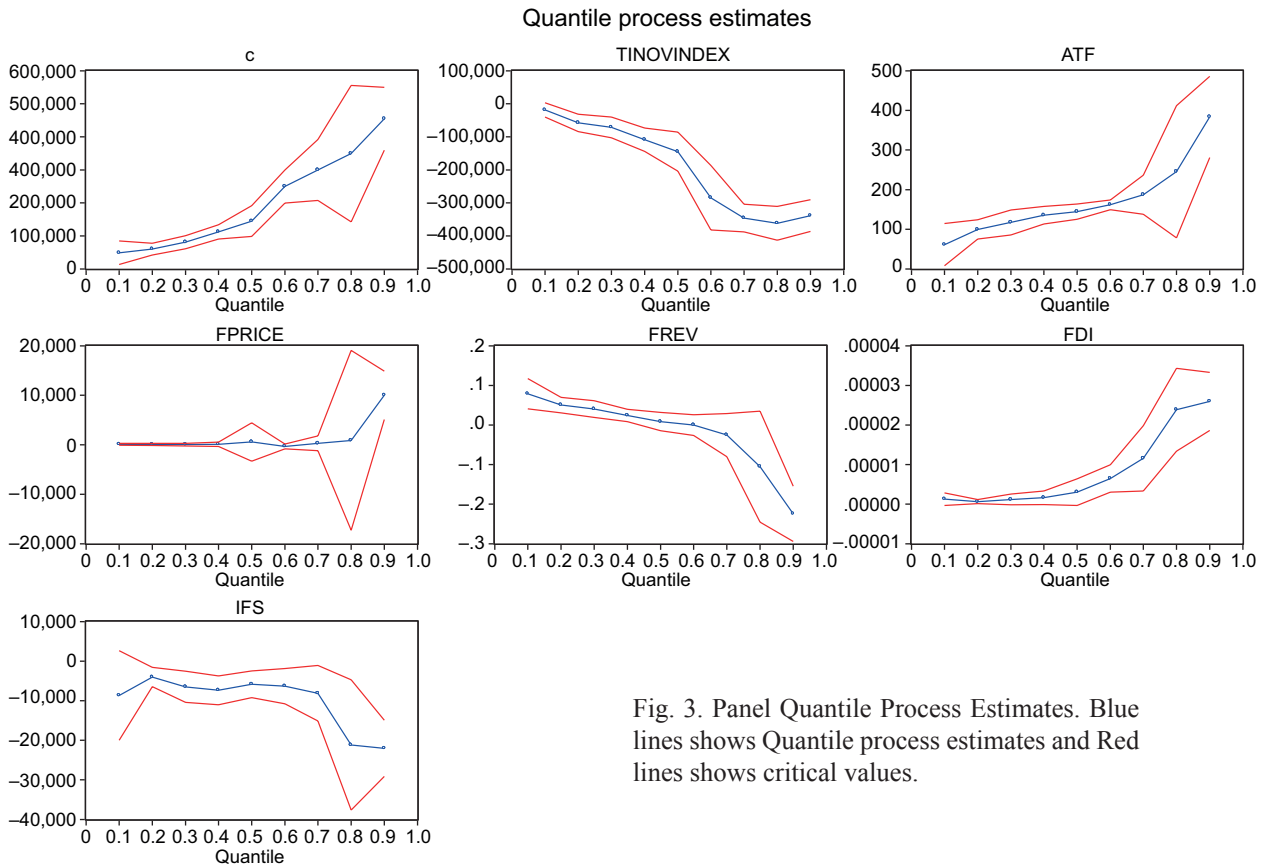 Quantile process estimates
c
600,000
500,000
400,000
400,000
200,000
100,000
0
0 0.1 0.2 0.3 0.4 0.5 0.6 0.7 0.8 0.9 1.0
Quantile
TINOVINDEX
100,000
0
–100,000
–200,000
–300,000
–400,000
–500,000
0 0.1 0.2 0.3 0.4 0.5 0.6 0.7 0.8 0.9 1.0
Quantile
ATF
500
400
300
200
100
0
0 0.1 0.2 0.3 0.4 0.5 0.6 0.7 0.8 0.9 1.0
Quantile
FPRICE
20,000
10,000
0
–10,000
–20,000
0 0.1 0.2 0.3 0.4 0.5 0.6 0.7 0.8 0.9 1.0
Quantile
FREV
.2
.1
.0
–.1
–.2
–.3
0 0.1 0.2 0.3 0.4 0.5 0.6 0.7 0.8 0.9 1.0
Quantile
FDI
.00004
.00003
.00002
.00001
.00000
–.00001
0 0.1 0.2 0.3 0.4 0.5 0.6 0.7 0.8 0.9 1.0
Quantile
IFS
10,000
0
–10,000
–20,000
–30,000
–40,000
0 0.1 0.2 0.3 0.4 0.5 0.6 0.7 0.8 0.9 1.0
Quantile
Fig. 3. Panel Quantile Process Estimates. Blue
lines shows Quantile process estimates and Red
lines shows critical values.